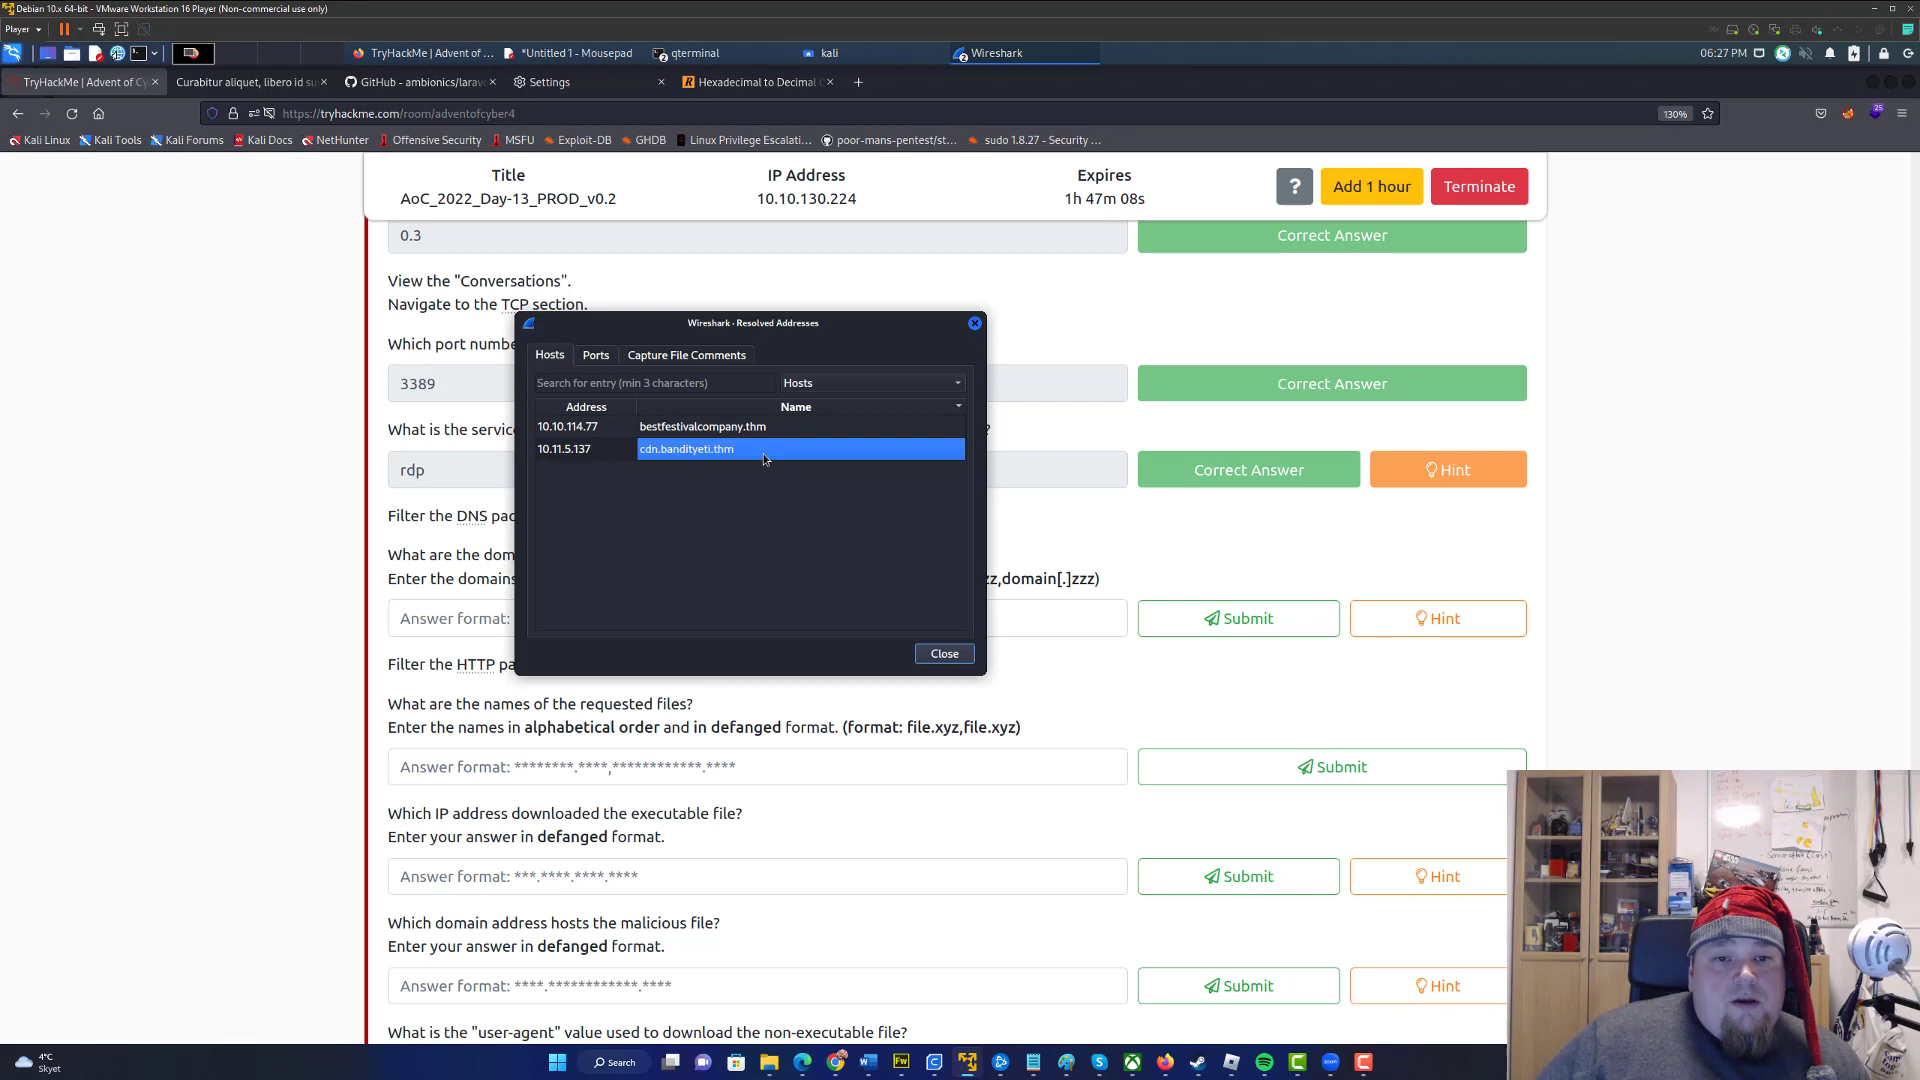 Debian 10.x 64-bit - VMware Workstation 16 Player (Non-commercial use only)
Player
TryHackMe | Advent of ...
*Untitled 1 - Mousepad
qterminal
kali
Wireshark
06:27 PM
TryHackMe | Advent of Cy
Curabitur aliquet, libero id su
GitHub - ambionics/larave
Settings
Hexadecimal to Decimal C
https://tryhackme.com/room/adventofcyber4
130%
25
Kali Linux
Kali Tools
Kali Forums
Kali Docs
NetHunter
Offensive Security
MSFU
Exploit-DB
GHDB
Linux Privilege Escalati...
poor-mans-pentest/st...
sudo 1.8.27 - Security ...
Title
IP Address
Expires
AoC_2022_Day-13_PROD_v0.2
10.10.130.224
1h 47m 08s
?
Add 1 hour
Terminate
0.3
Correct Answer
View the "Conversations".
Navigate to the TCP section.
Which port numbe
3389
Correct Answer
What is the servic
?
rdp
Correct Answer
Hint
Wireshark · Resolved Addresses
Hosts
Ports
Capture File Comments
Search for entry (min 3 characters)
Hosts
Address
Name
10.10.114.77
bestfestivalcompany.thm
10.11.5.137
cdn.bandityeti.thm
Close
Filter the DNS pac
What are the dom
Enter the domains
zz,domain[.]zzz)
Answer format:
Submit
Hint
Filter the HTTP pa
What are the names of the requested files?
Enter the names in alphabetical order and in defanged format. (format: file.xyz,file.xyz)
Answer format: ********.****,************.****
Submit
Which IP address downloaded the executable file?
Enter your answer in defanged format.
Answer format: ***.****.****.****
Submit
Hint
Which domain address hosts the malicious file?
Enter your answer in defanged format.
Answer format: ****.************.****
Submit
Hint
What is the "user-agent" value used to download the non-executable file?
4°C
Skyet
Search